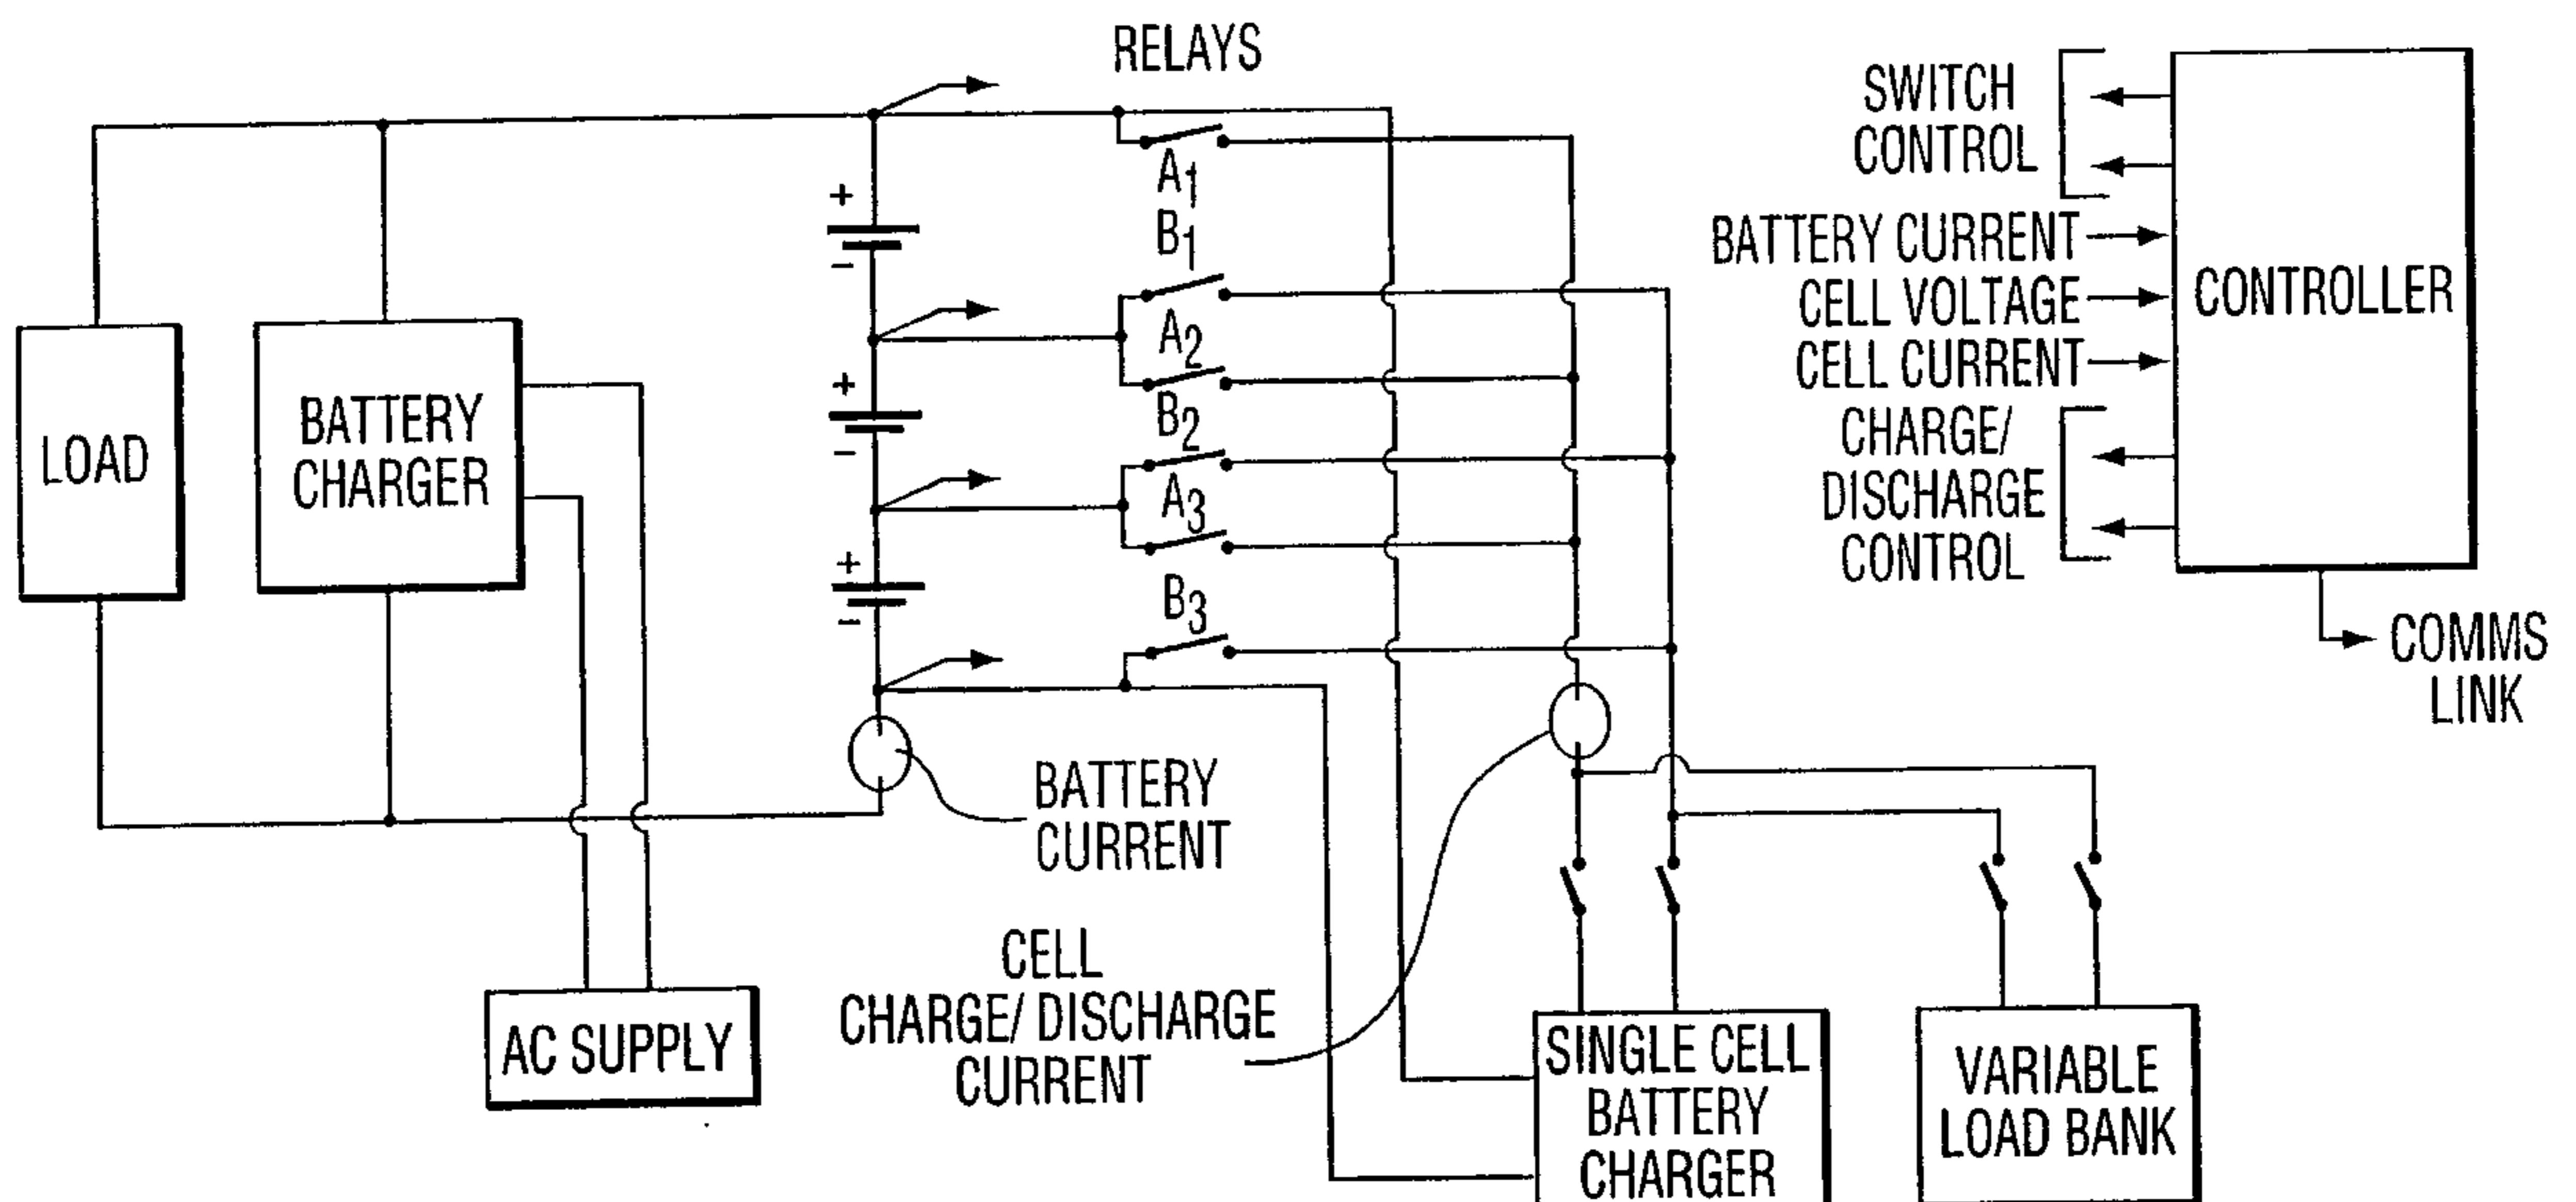 RELAYS
A1
B1
A2
B2
A3
B3
+
−
+
−
+
−
LOAD
BATTERY
CHARGER
AC SUPPLY
BATTERY
CURRENT
CELL
CHARGE/ DISCHARGE
CURRENT
SWITCH
CONTROL
BATTERY CURRENT
CELL VOLTAGE
CELL CURRENT
CHARGE/
DISCHARGE
CONTROL
CONTROLLER
COMMS
LINK
SINGLE CELL
BATTERY
CHARGER
VARIABLE
LOAD BANK